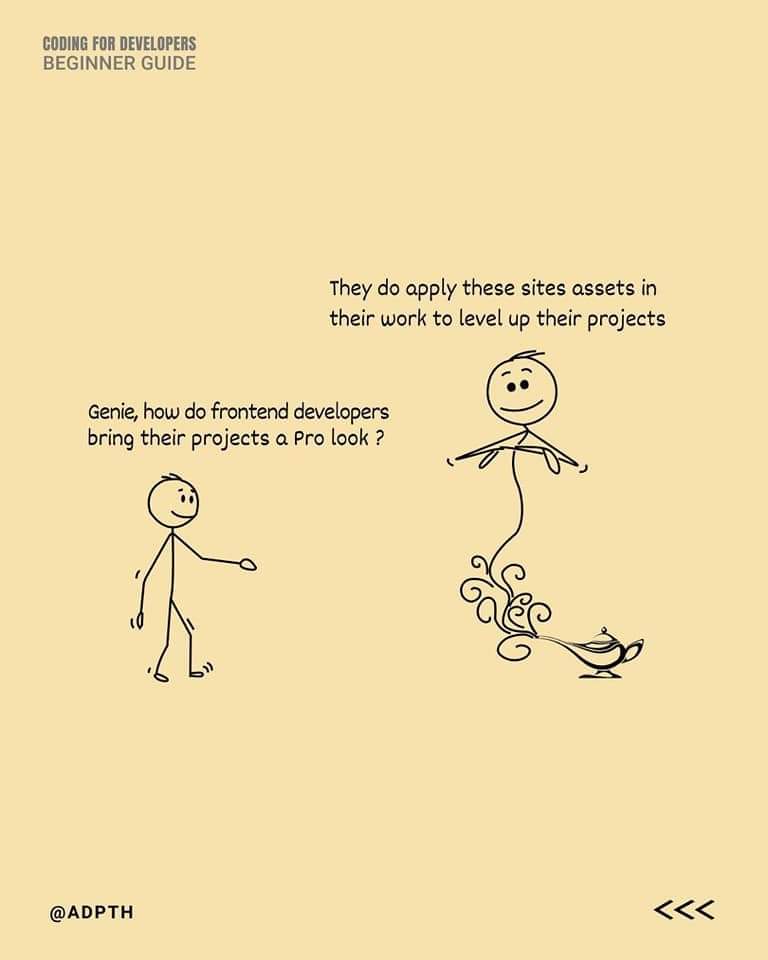 CODING FOR DEVELOPERS
BEGINNER GUIDE
They do apply these sites assets in
their work to level up their projects
Genie, how do frontend developers
bring their projects a Pro look ?
@ADPTH
<<<